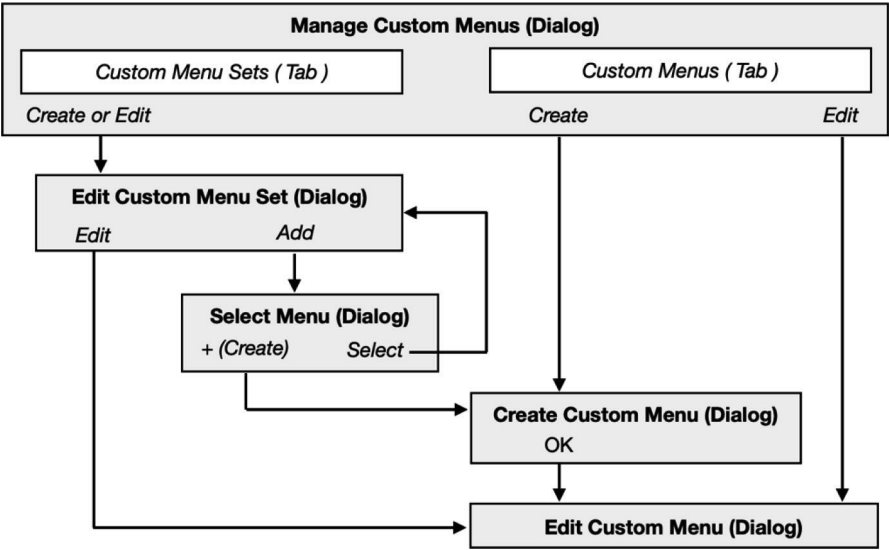 Manage Custom Menus (Dialog)
Custom Menu Sets ( Tab )
Custom Menus ( Tab )
Create or Edit
Create
Edit
Edit Custom Menu Set (Dialog)
Edit
Add
Select Menu (Dialog)
+ (Create)
Select
Create Custom Menu (Dialog)
OK
Edit Custom Menu (Dialog)